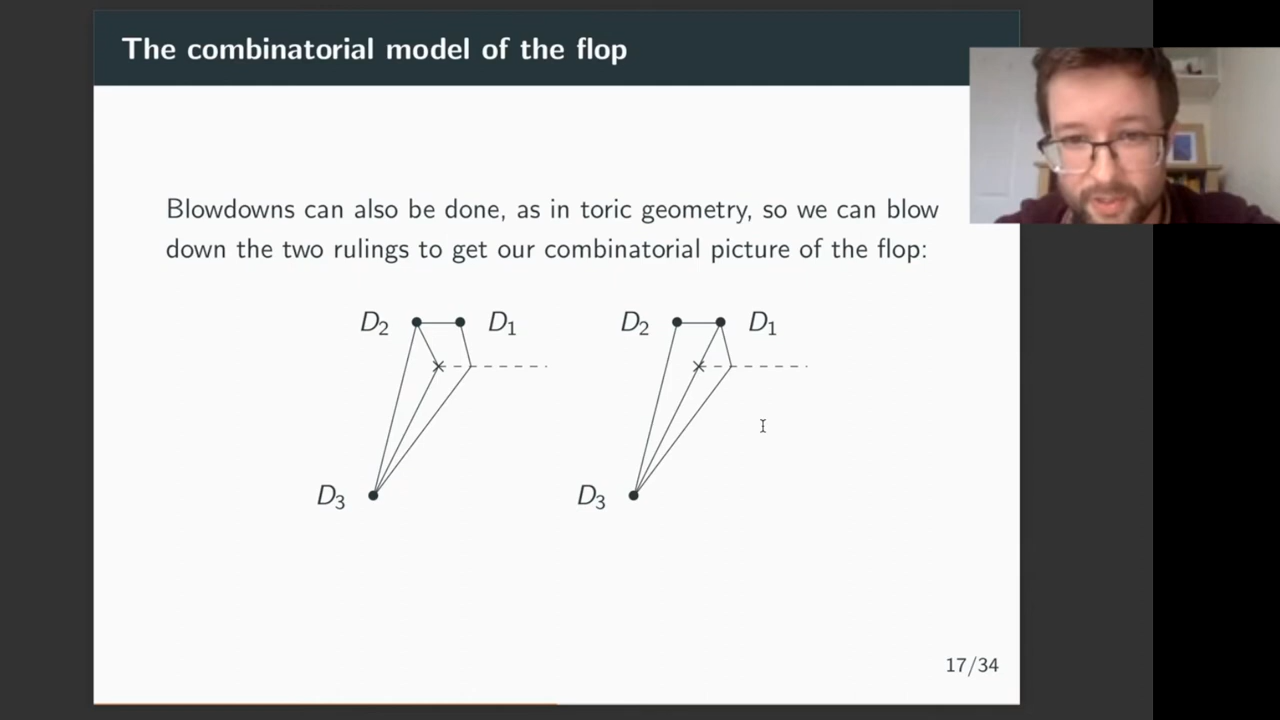 The combinatorial model of the flop
Blowdowns can also be done, as in toric geometry, so we can blow
down the two rulings to get our combinatorial picture of the flop:
D₂ D₁ D₂ D₁
D₃ D₃
17/34